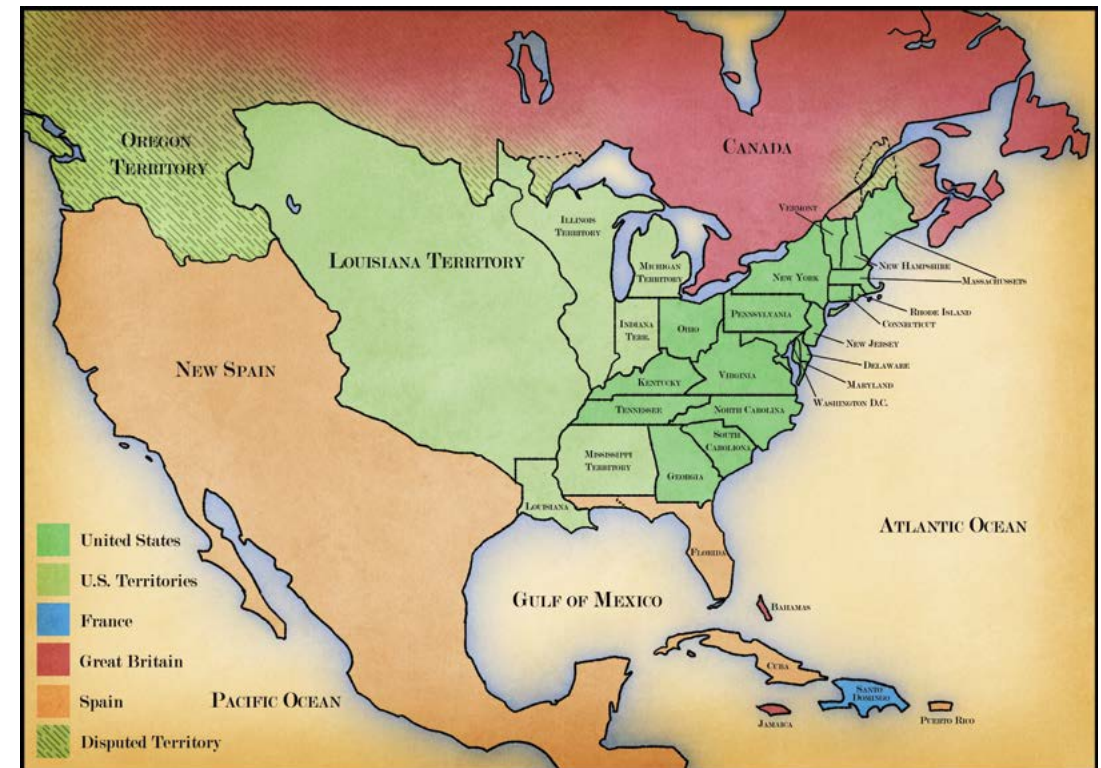 Oregon
Territory
Canada
Vermont
Illinois
Territory
Louisiana Territory
Michigan
Territory
New York
New Hampshire
Massachussets
Rhode Island
Connecticut
Pennsylvania
Indiana
Terr.
Ohio
New Jersey
Delaware
Maryland
Washington D.C.
New Spain
Kentucky
Virginia
Tennessee
North Carolina
South
Caroliona
Mississippi
Territory
Georgia
Louisiana
Atlantic Ocean
Florida
Gulf of Mexico
Bahamas
Cuba
Santo
Domingo
Jamaica
Puerto Rico
Pacific Ocean
United States
U.S. Territories
France
Great Britain
Spain
Disputed Territory